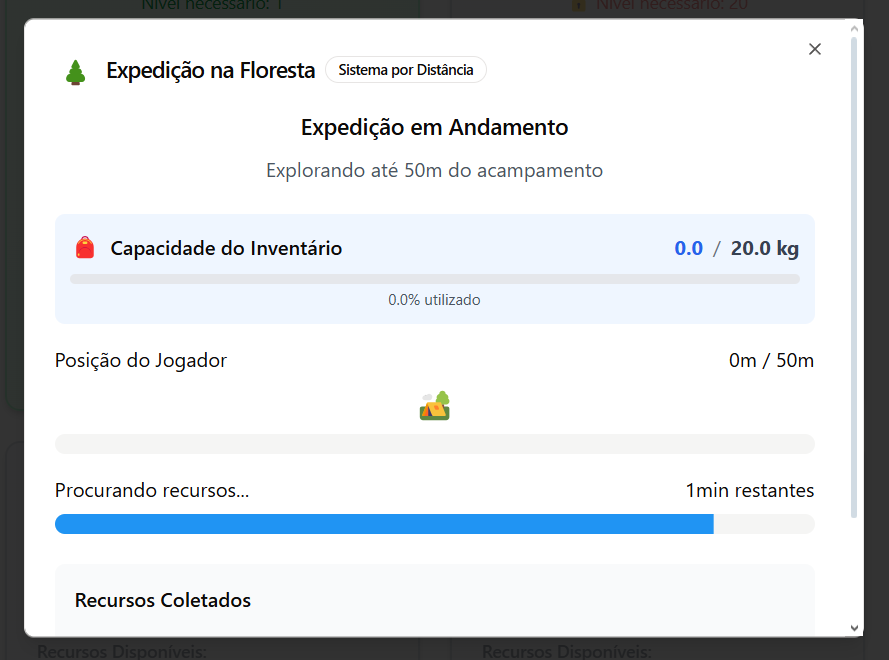 Nível necessário: 1
Nível necessário: 20
Expedição na Floresta
Sistema por Distância
Expedição em Andamento
Explorando até 50m do acampamento
Capacidade do Inventário
0.0 / 20.0 kg
0.0% utilizado
Posição do Jogador
0m / 50m
Procurando recursos...
1min restantes
Recursos Coletados
Recursos Disponíveis:
Recursos Disponíveis: